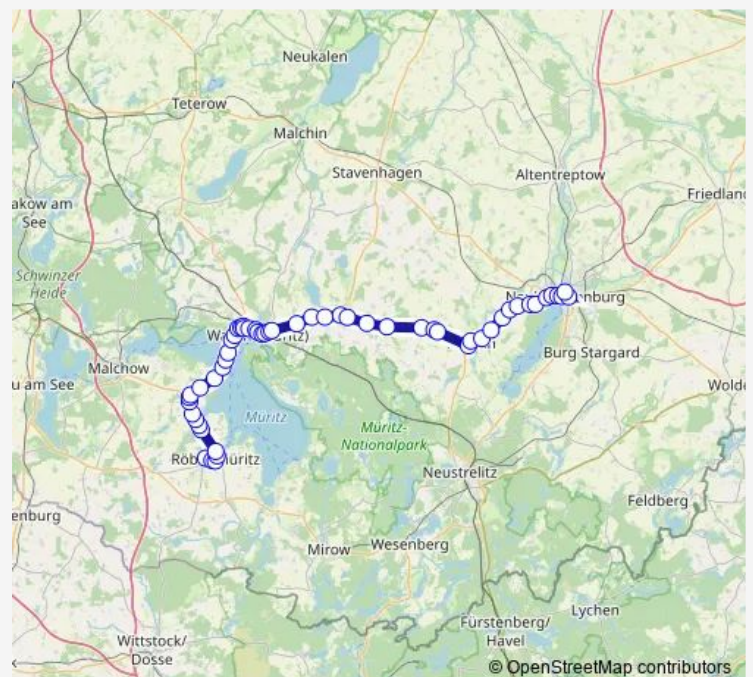 Neukalen
Teterow
Malchin
Stavenhagen
Altentreptow
Friedland
akow am
See
Schwinzer
Heide
burg
Burg Stargard
Malchow
u am See
Müritz
Müritz-
Nationalpark
Neustrelitz
Feldberg
enburg
Mirow
Wesenberg
Lychen
Fürstenberg/
Havel
Wittstock/
Dosse
© OpenStreetMap contributors